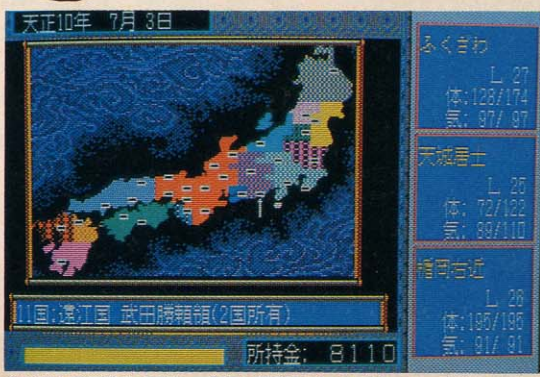 天正10年 7月 3日
ふくざわ
L 27
体:128/174
気: 97/ 97
天城居士
L 25
体: 72/122
気: 89/110
楯岡右近
L 26
体:195/195
気: 91/ 91
11国:遠江国 武田勝頼領(2国所有)
所持金: 8110